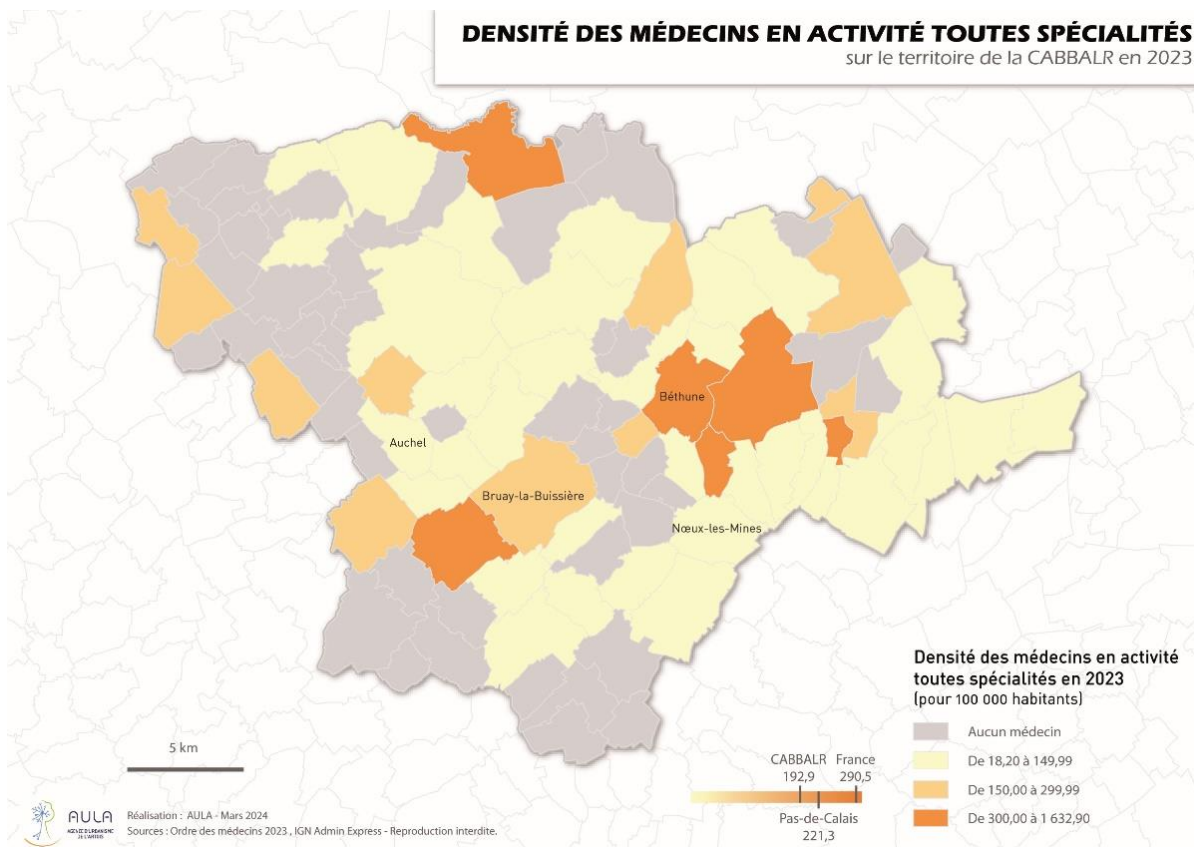 DENSITÉ DES MÉDECINS EN ACTIVITÉ TOUTES SPÉCIALITÉS
sur le territoire de la CABBALR en 2023
Béthune
Auchel
Bruay-la-Buissière
Nœux-les-Mines
Densité des médecins en activité
toutes spécialités en 2023
(pour 100 000 habitants)
Aucun médecin
De 18,20 à 149,99
De 150,00 à 299,99
De 300,00 à 1 632,90
5 km
CABBALR France
192,9 290,5
Pas-de-Calais
221,3
AULA
AGENCE D'URBANISME
DE L'ARTOIS
Réalisation : AULA - Mars 2024
Sources : Ordre des médecins 2023 , IGN Admin Express - Reproduction interdite.